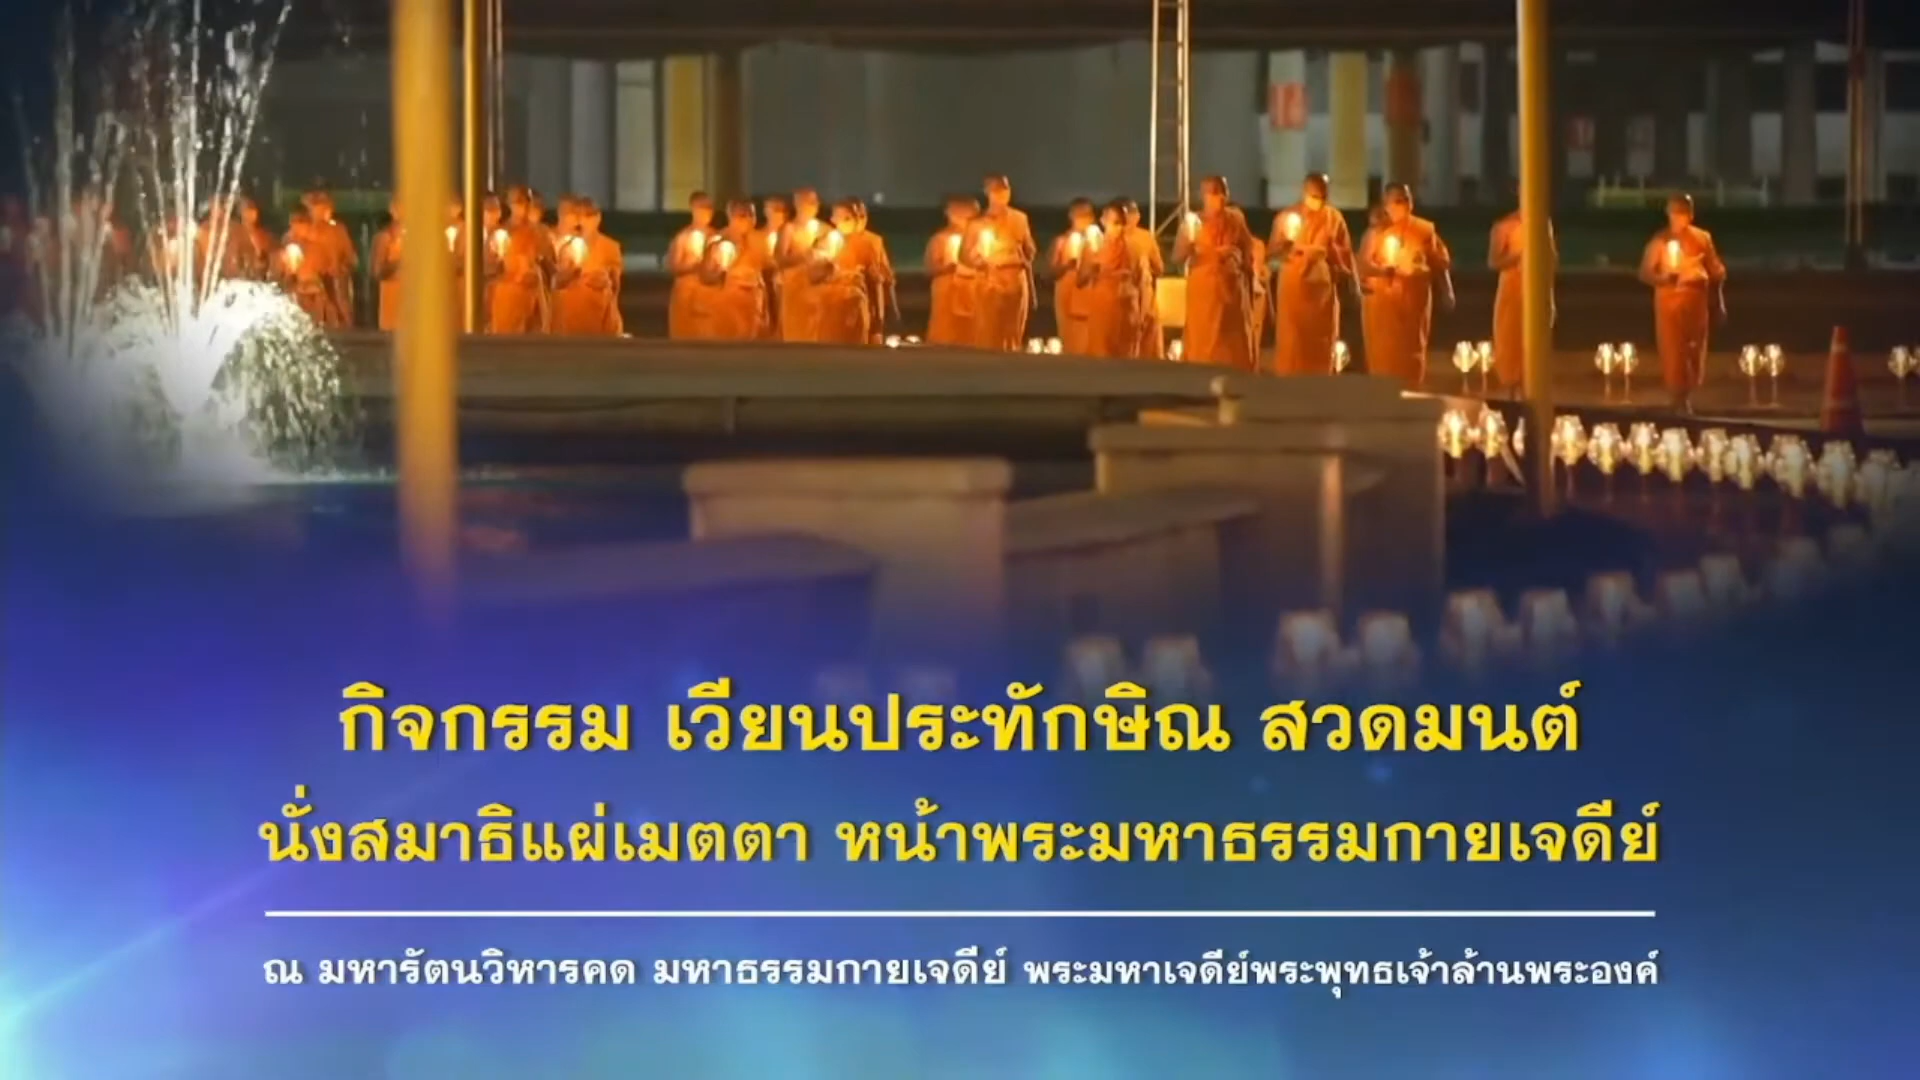 กิจกรรม เวียนประทักษิณ สวดมนต์
นั่งสมาธิแผ่เมตตา หน้าพระมหาธรรมกายเจดีย์
ณ มหารัตนวิหารคด มหาธรรมกายเจดีย์ พระมหาเจดีย์พระพุทธเจ้าล้านพระองค์